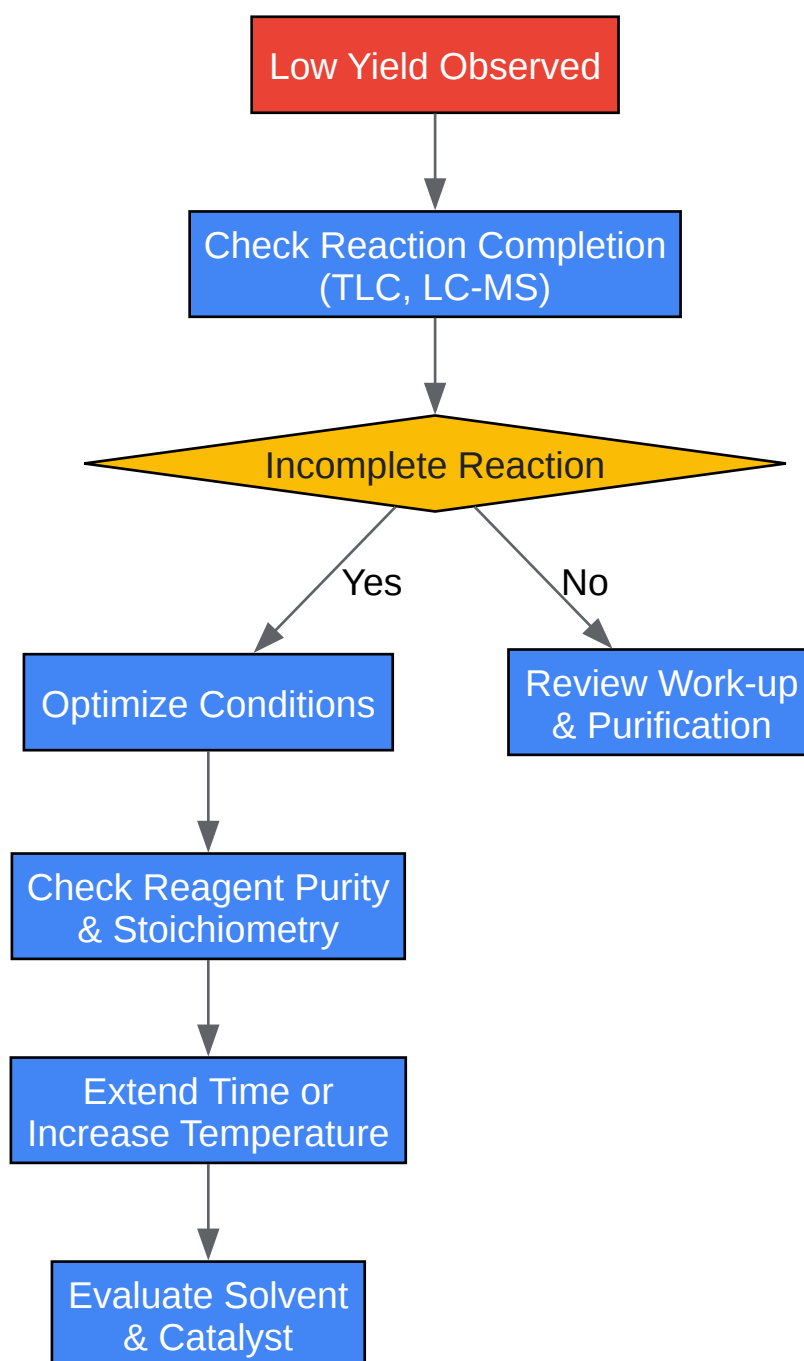 Low Yield Observed
Check Reaction Completion
(TLC, LC-MS)
Incomplete Reaction
Yes
No
Optimize Conditions
Review Work-up
& Purification
Check Reagent Purity
& Stoichiometry
Extend Time or
Increase Temperature
Evaluate Solvent
& Catalyst